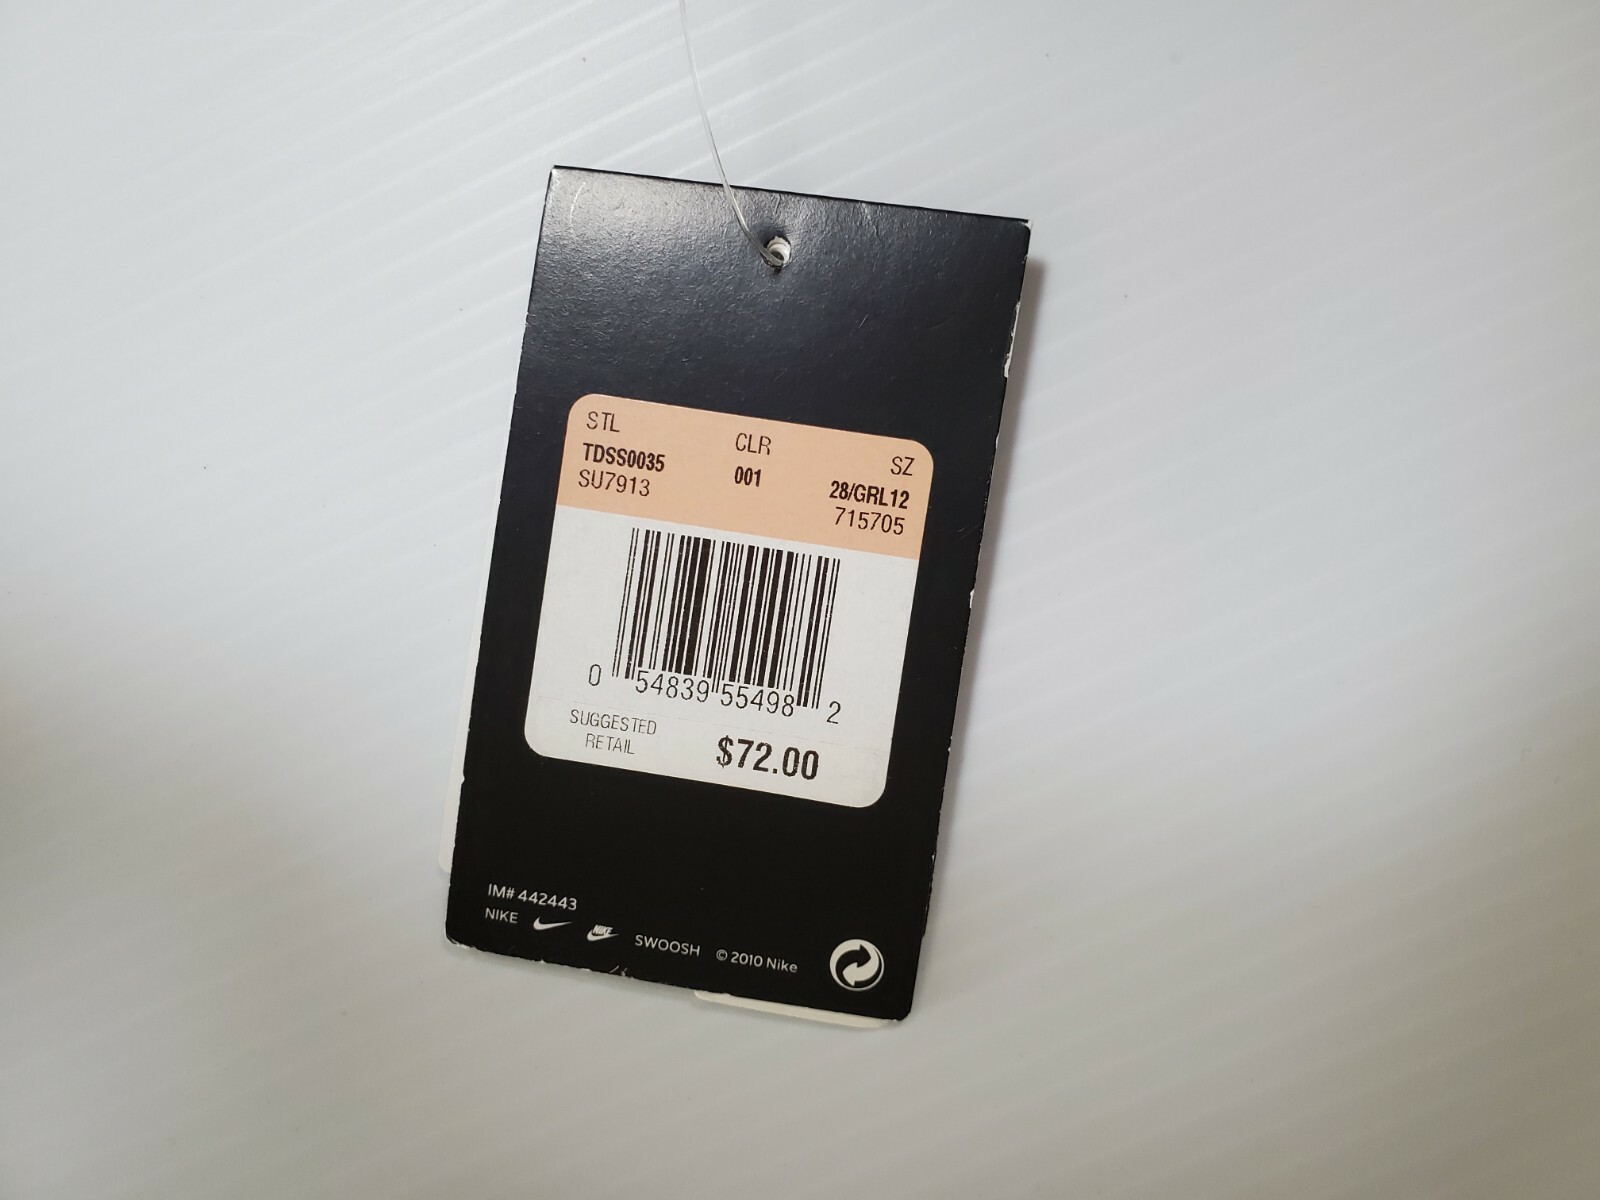 STL CLR SZ
TDSS0035 001 28/GRL12
SU7913 715705
0 54839 55498 2
SUGGESTED
RETAIL $72.00
IM# 442443
NIKE NIKE SWOOSH © 2010 Nike